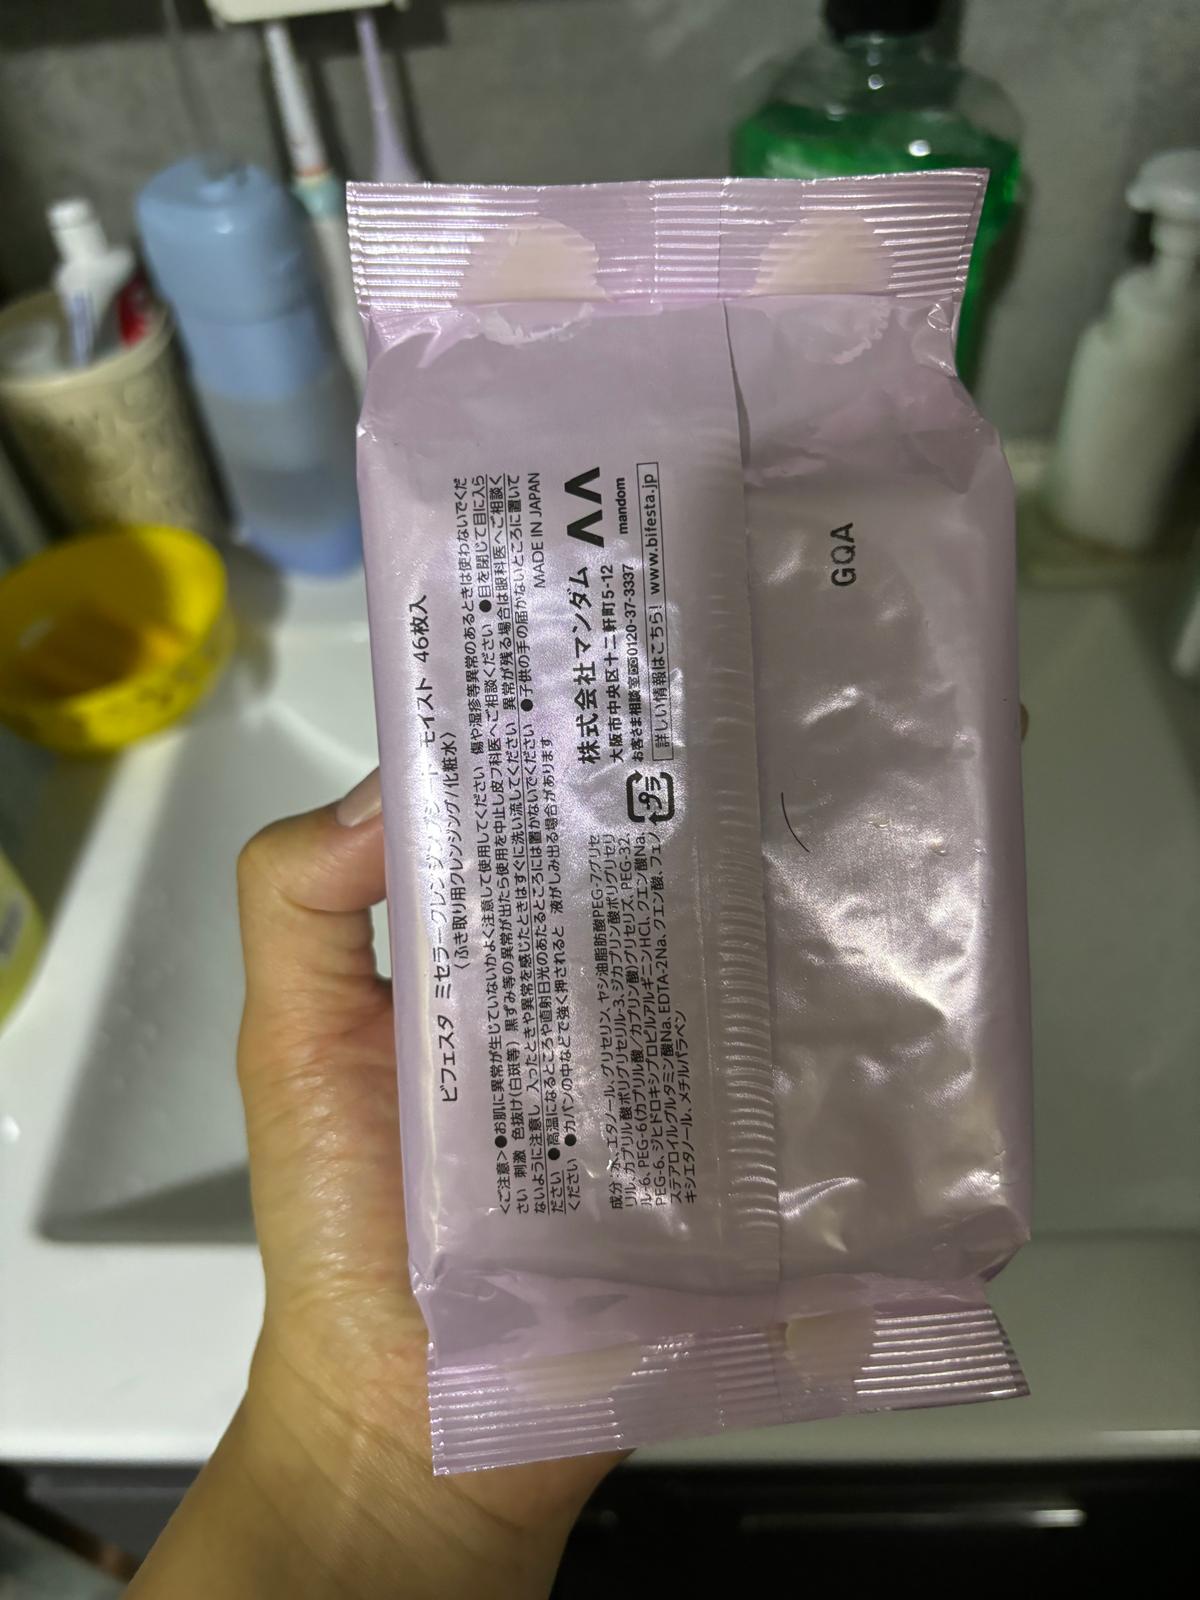 ビフェスタ ミセラークレンジングシート モイスト 46枚入
〈ふき取り用クレンジング/化粧水〉
<ご注意>●お肌に異常が生じていないかよく注意して使用してください 傷や湿疹等異常のあるときは使わないでくだ
さい 刺激 色抜け(白斑等) 黒ずみ等の異常が出たら使用を中止し皮フ科医へご相談ください ●目を閉じて目に入ら
ないように注意し、入ったときや異常を感じたときはすぐに洗い流してください 異常が残る場合は眼科医へご相談く
ださい ●高温になるところや直射日光のあたるところには置かないでください ●子供の手の届かないところに置いて
ください ●カバンの中などで強く押されると 液がしみ出る場合があります
MADE IN JAPAN
成分:水、エタノール、グリセリン、ヤシ油脂肪酸PEG-7グリセ
リル、カプリル酸ポリグリセリル-3、ジカプリン酸ポリグリセリ
ル-6、PEG-6(カプリル酸/カプリン酸)グリセリズ、PEG-32、
PEG-6、ジヒドロキシプロピルアルギニンHCl、クエン酸Na、
ステアロイルグルタミン酸Na、EDTA-2Na、クエン酸、フェノ
キシエタノール、メチルパラベン
プラ
株式会社マンダム
大阪市中央区十二軒町5-12
お客さま相談室0120-37-3337
詳しい情報はこちら! www.bifesta.jp
mandom
GQA